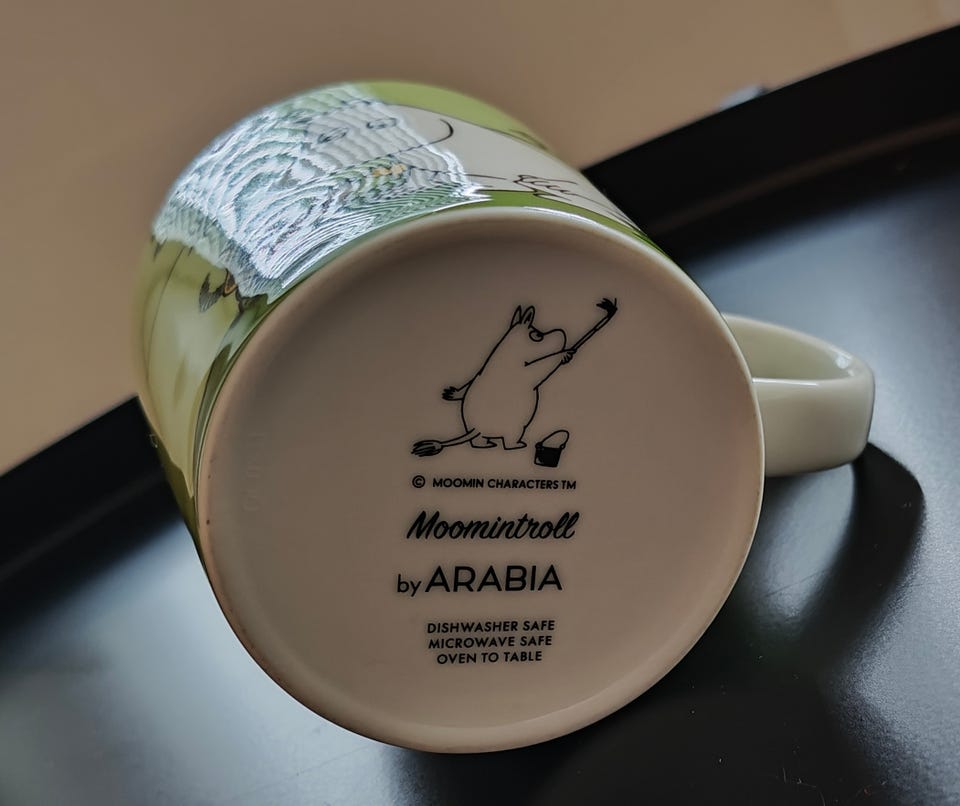 © MOOMIN CHARACTERS TM
Moomintroll
by ARABIA
DISHWASHER SAFE
MICROWAVE SAFE
OVEN TO TABLE